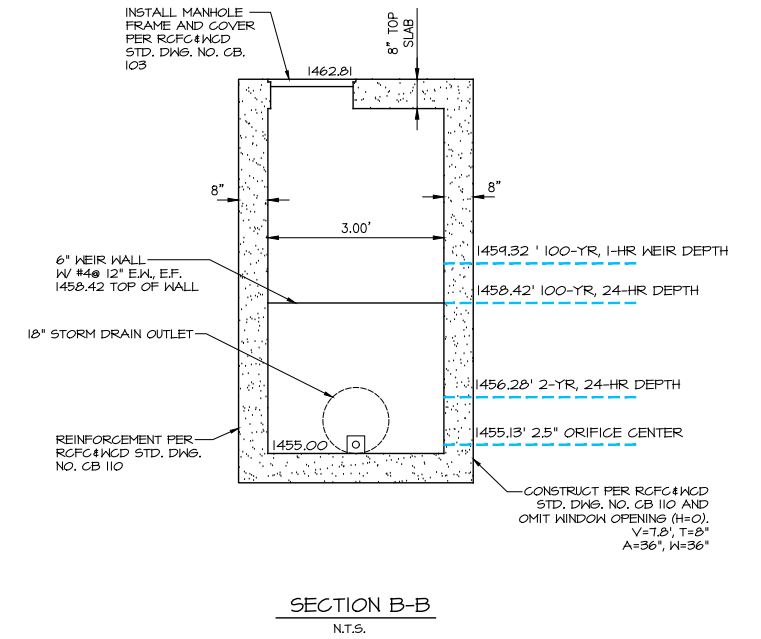 INSTALL MANHOLE
FRAME AND COVER
PER RCFC&WCD
STD. DWG. NO. CB.
103
8" TOP
SLAB
1462.81
8"
8"
3.00'
1459.32 ' 100-YR, 1-HR WEIR DEPTH
6" WEIR WALL
W/ #4@ 12" E.W., E.F.
1458.42 TOP OF WALL
1458.42' 100-YR, 24-HR DEPTH
18" STORM DRAIN OUTLET
1456.28' 2-YR, 24-HR DEPTH
1455.13' 2.5" ORIFICE CENTER
REINFORCEMENT PER
RCFC&WCD STD. DWG.
NO. CB 110
1455.00
CONSTRUCT PER RCFC&WCD
STD. DWG. NO. CB 110 AND
OMIT WINDOW OPENING (H=0).
V=7.8', T=8"
A=36", W=36"
SECTION B-B
N.T.S.